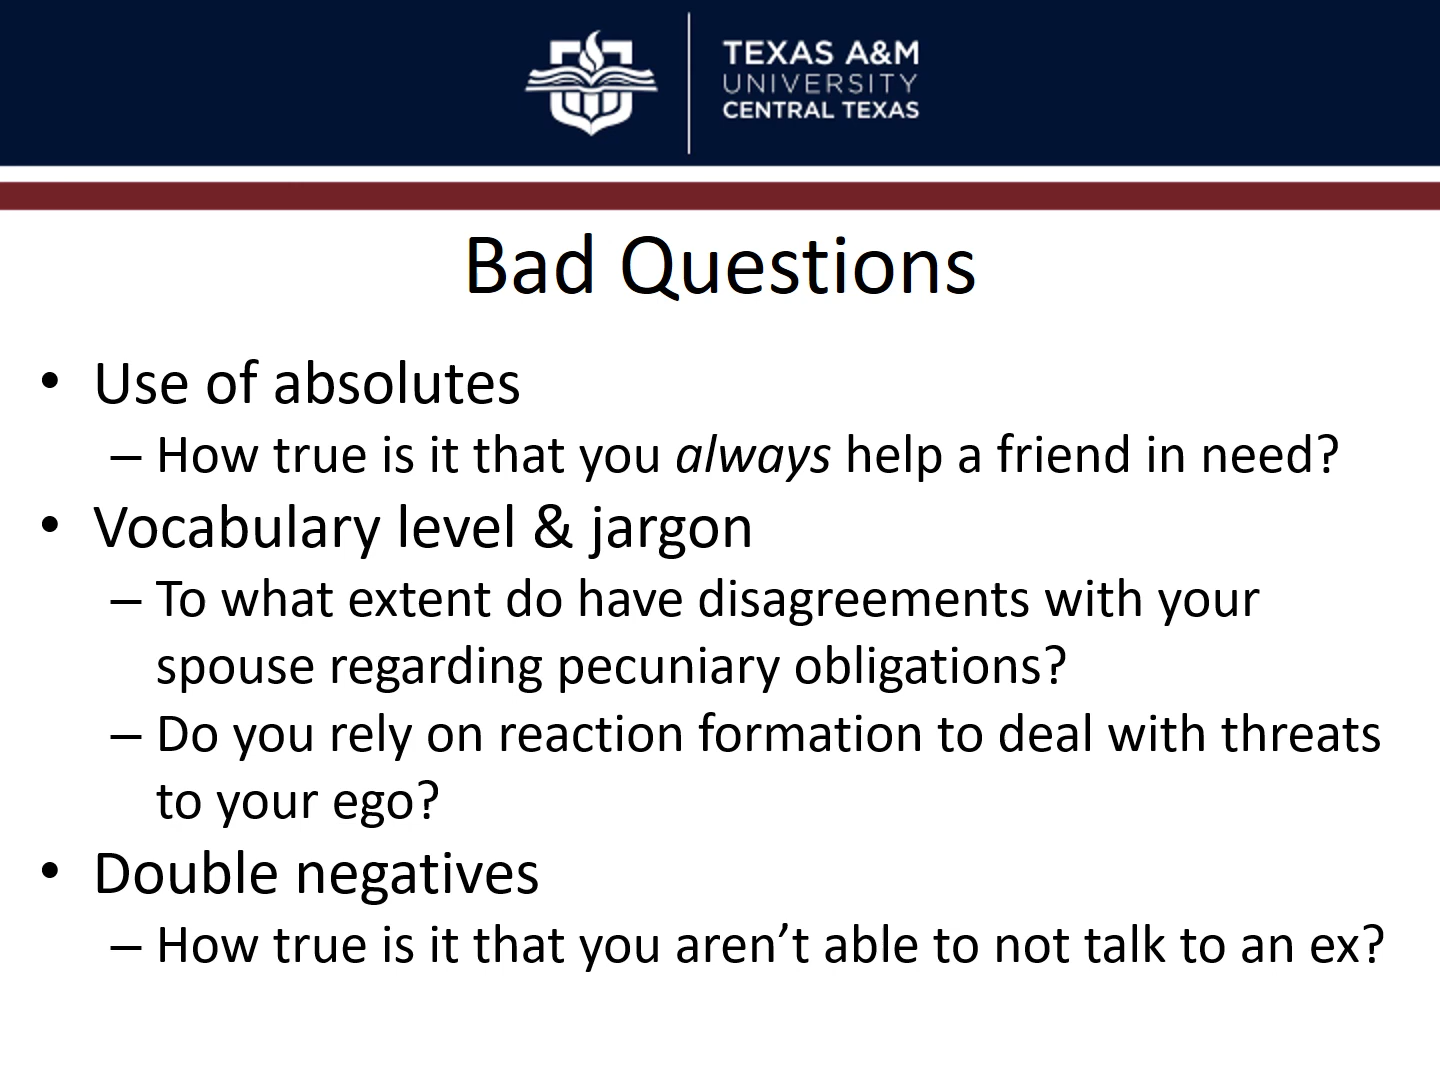 TEXAS A&M
UNIVERSITY
CENTRAL TEXAS
Bad Questions
• Use of absolutes
– How true is it that you always help a friend in need?
• Vocabulary level & jargon
– To what extent do have disagreements with your
spouse regarding pecuniary obligations?
– Do you rely on reaction formation to deal with threats
to your ego?
• Double negatives
– How true is it that you aren’t able to not talk to an ex?